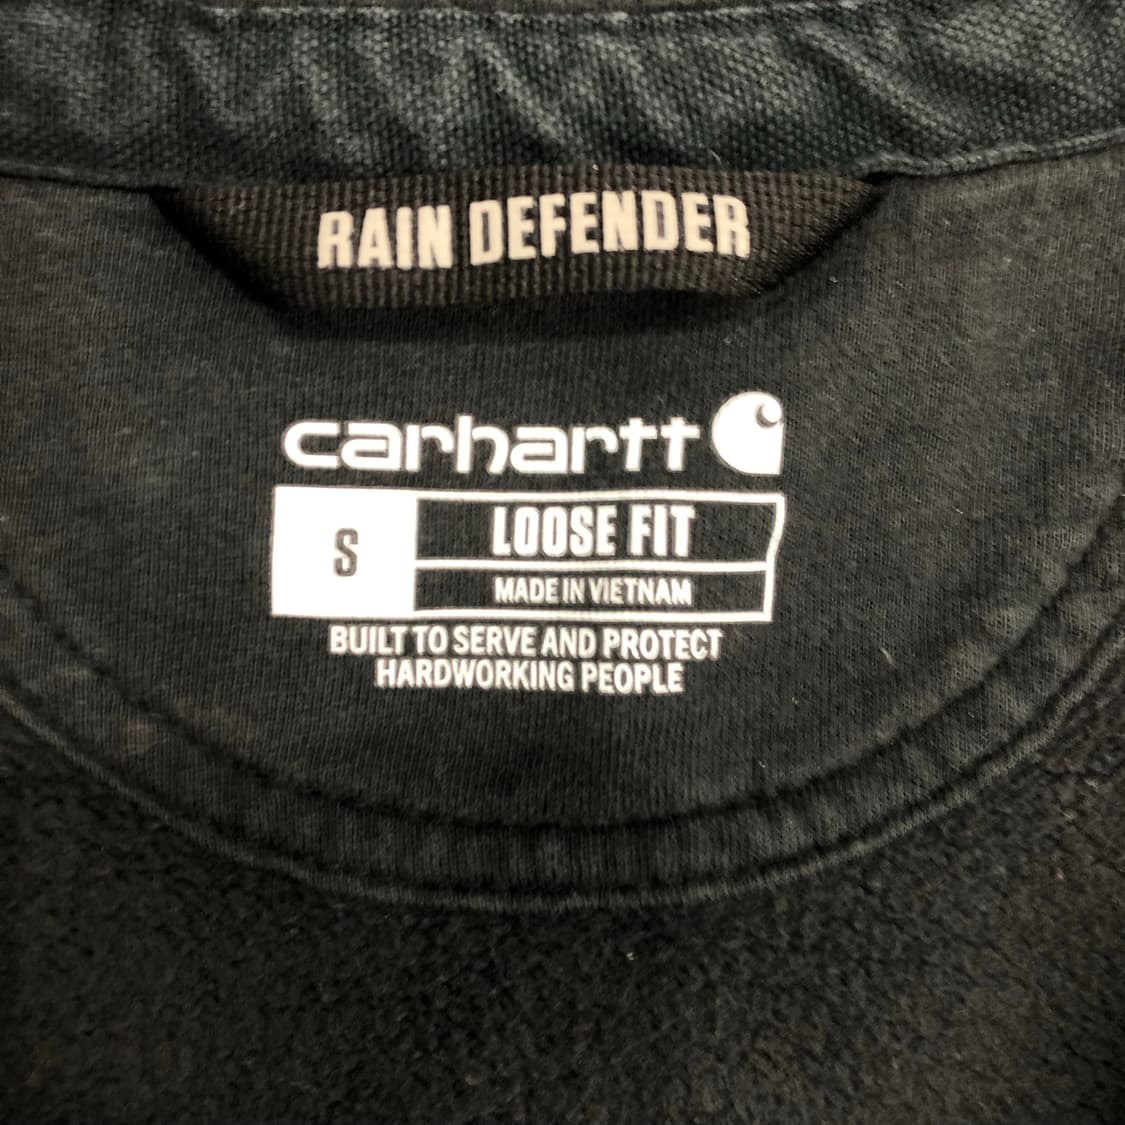 RAIN DEFENDER
carhartt
S
LOOSE FIT
MADE IN VIETNAM
BUILT TO SERVE AND PROTECT
HARDWORKING PEOPLE